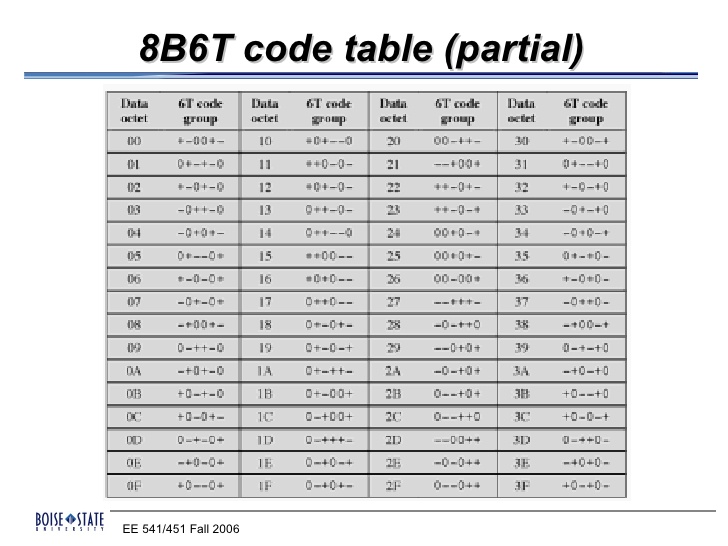 8B6T code table (partial)
Data octet 6T code group Data octet 6T code group Data octet 6T code group Data octet 6T code group
00 +-00+- 10 +0+--0 20 00-++- 30 +-00-+
01 0+-+-0 11 ++0-0- 21 --+00+ 31 0+--+0
02 +-0+-0 12 +0+-0- 22 ++-0+- 32 +-0-+0
03 -0++-0 13 0++-0- 23 ++-0-+ 33 -0+-+0
04 -0+0+- 14 0++--0 24 00+0-+ 34 -0+0-+
05 0+--0+ 15 ++00-- 25 00+0+- 35 0+-+0-
06 +-0-0+ 16 +0+0-- 26 00-00+ 36 +-0+0-
07 -0+-0+ 17 0++0-- 27 --+++- 37 -0++0-
08 -+00+- 18 0+-0+- 28 -0-++0 38 -+00-+
09 0-++-0 19 0+-0-+ 29 --0+0+ 39 0-+-+0
0A -+0+-0 1A 0+-++- 2A -0-+0+ 3A -+0-+0
0B +0-+-0 1B 0+-00+ 2B 0--+0+ 3B +0--+0
0C +0-0+- 1C 0-+00+ 2C 0--++0 3C +0-0-+
0D 0-+-0+ 1D 0-+++- 2D --00++ 3D 0-++0-
0E -+0-0+ 1E 0-+0-+ 2E -0-0++ 3E -+0+0-
0F +0--0+ 1F 0-+0+- 2F 0--0++ 3F +0-+0-
BOISE STATE
UNIVERSITY
EE 541/451 Fall 2006